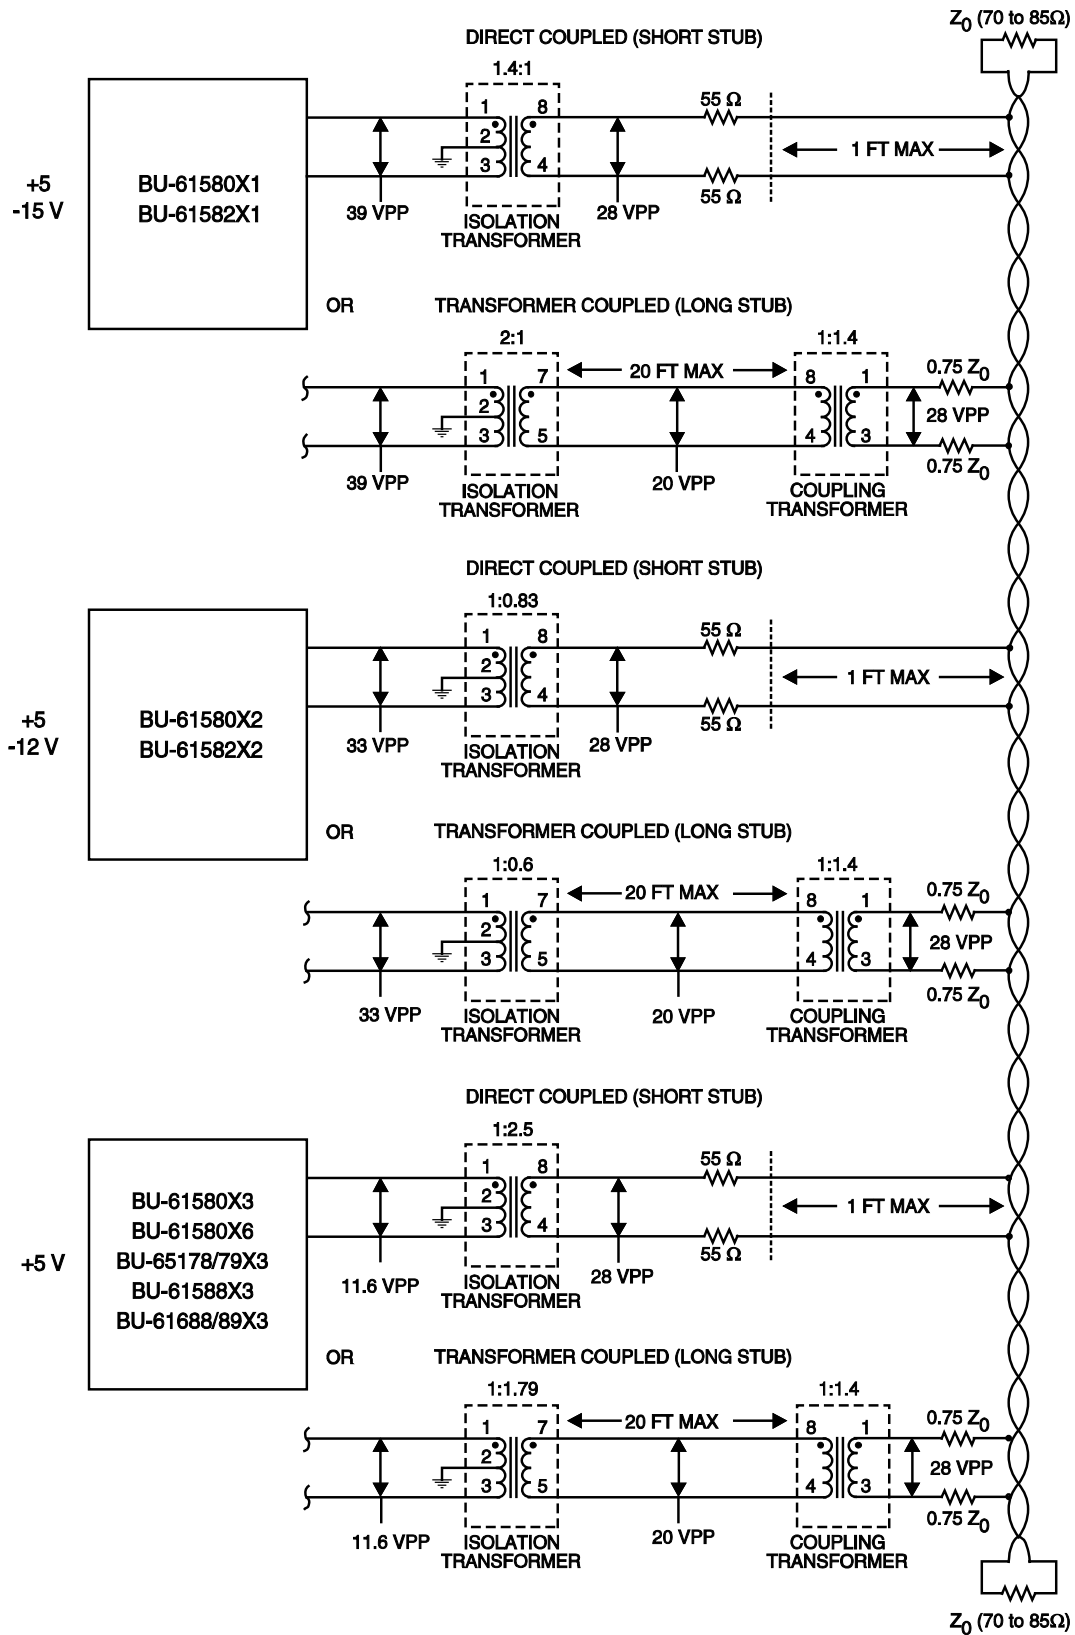 Z0 (70 to 85Ω)
DIRECT COUPLED (SHORT STUB)
1.4:1
1
8
55 Ω
2
1 FT MAX
3
4
+5
-15 V
BU-61580X1
BU-61582X1
55 Ω
39 VPP
28 VPP
ISOLATION
TRANSFORMER
OR
TRANSFORMER COUPLED (LONG STUB)
2:1
1:1.4
1
7
20 FT MAX
8
1
0.75 Z0
2
28 VPP
3
5
4
3
0.75 Z0
39 VPP
20 VPP
ISOLATION
TRANSFORMER
COUPLING
TRANSFORMER
DIRECT COUPLED (SHORT STUB)
1:0.83
1
8
55 Ω
2
1 FT MAX
3
4
+5
-12 V
BU-61580X2
BU-61582X2
55 Ω
33 VPP
28 VPP
ISOLATION
TRANSFORMER
OR
TRANSFORMER COUPLED (LONG STUB)
1:0.6
1:1.4
1
7
20 FT MAX
8
1
0.75 Z0
2
28 VPP
3
5
4
3
0.75 Z0
33 VPP
20 VPP
ISOLATION
TRANSFORMER
COUPLING
TRANSFORMER
DIRECT COUPLED (SHORT STUB)
1:2.5
1
8
55 Ω
2
1 FT MAX
3
4
+5 V
BU-61580X3
BU-61580X6
BU-65178/79X3
BU-61588X3
BU-61688/89X3
55 Ω
11.6 VPP
28 VPP
ISOLATION
TRANSFORMER
OR
TRANSFORMER COUPLED (LONG STUB)
1:1.79
1:1.4
1
7
20 FT MAX
8
1
0.75 Z0
2
28 VPP
3
5
4
3
0.75 Z0
11.6 VPP
20 VPP
ISOLATION
TRANSFORMER
COUPLING
TRANSFORMER
Z0 (70 to 85Ω)